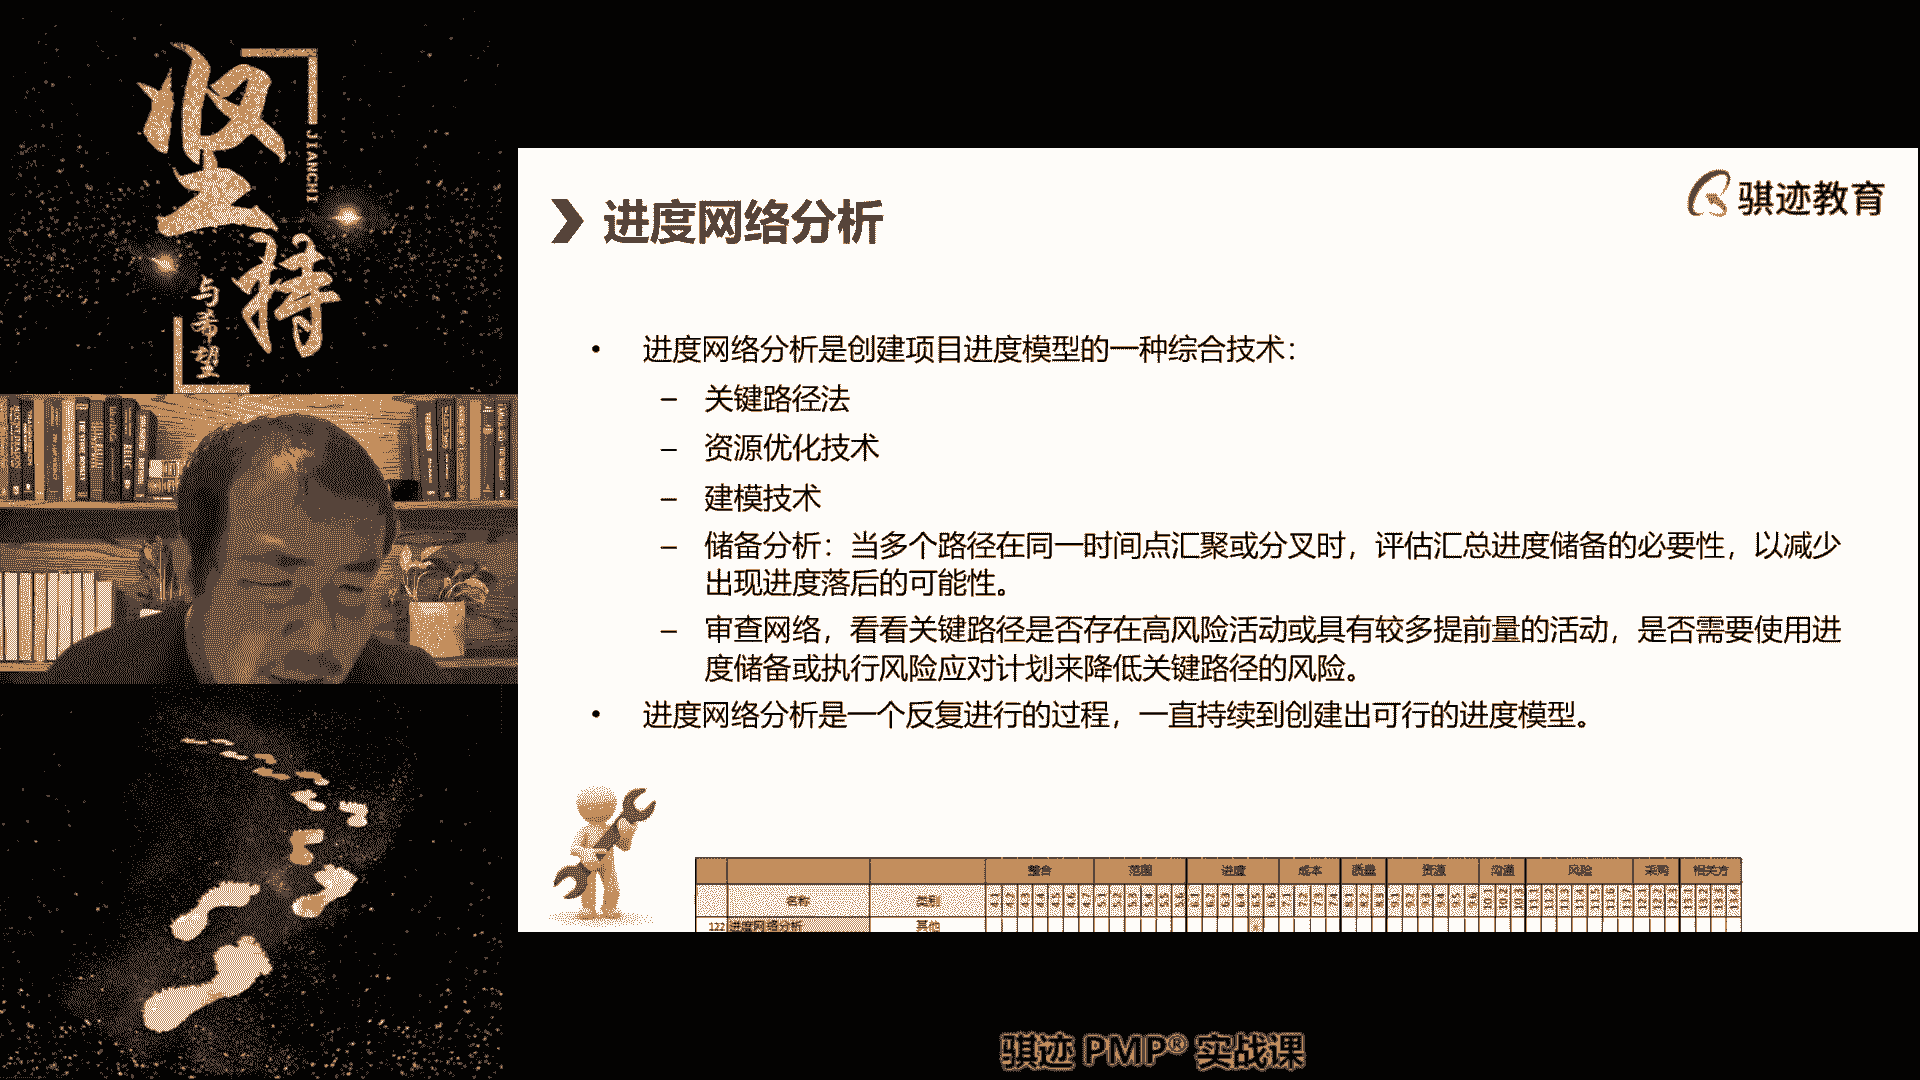 坚持
JIANCHI
与希望
骐迹教育
进度网络分析
• 进度网络分析是创建项目进度模型的一种综合技术：
– 关键路径法
– 资源优化技术
– 建模技术
– 储备分析：当多个路径在同一时间点汇聚或分叉时，评估汇总进度储备的必要性，以减少
出现进度落后的可能性。
– 审查网络，看看关键路径是否存在高风险活动或具有较多提前量的活动，是否需要使用进
度储备或执行风险应对计划来降低关键路径的风险。
• 进度网络分析是一个反复进行的过程，一直持续到创建出可行的进度模型。
整合 范围 进度 成本 质量 资源 沟通 风险 采购 相关方
名称 类别
122 进度网络分析 其他
骐迹 PMP® 实战课